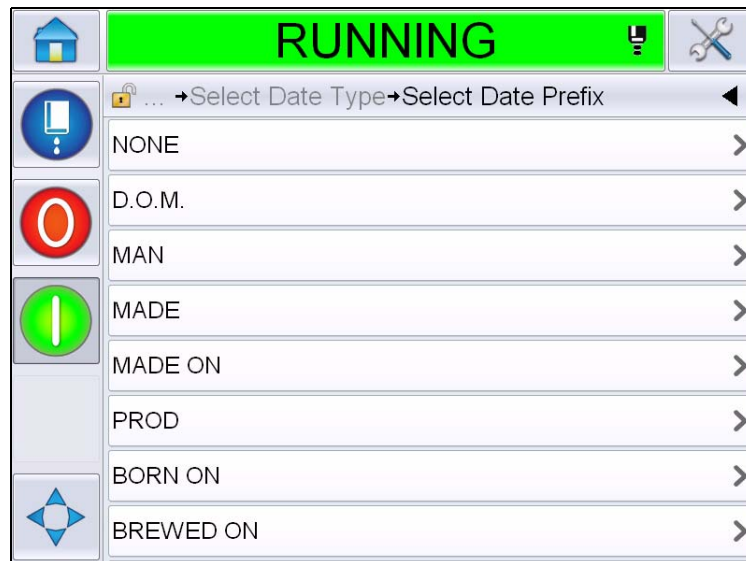 RUNNING
... →Select Date Type→Select Date Prefix
NONE
D.O.M.
MAN
MADE
MADE ON
PROD
BORN ON
BREWED ON